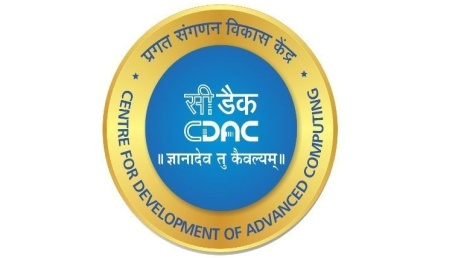 प्रगत संगणन विकास केंद्र
सी डैक
CDAC
॥ ज्ञानादेव तु कैवल्यम् ॥
CENTRE FOR DEVELOPMENT OF ADVANCED COMPUTING